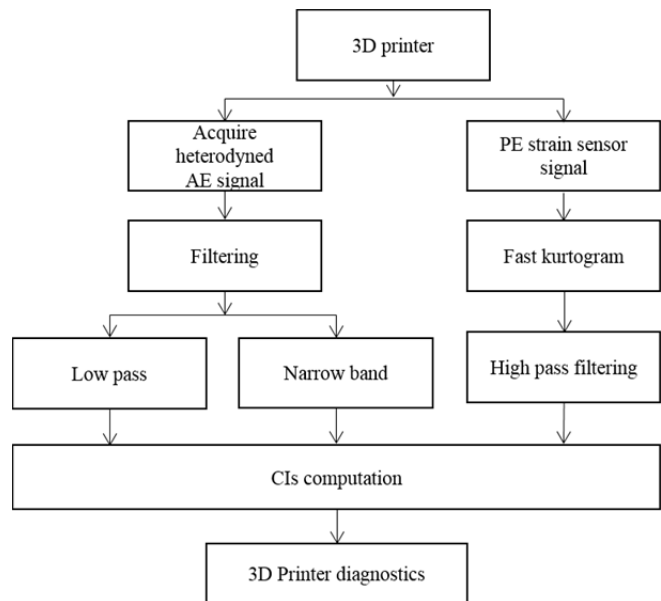 3D printer
Acquire
heterodyned
AE signal
PE strain sensor
signal
Filtering
Fast kurtogram
Low pass
Narrow band
High pass filtering
CIs computation
3D Printer diagnostics